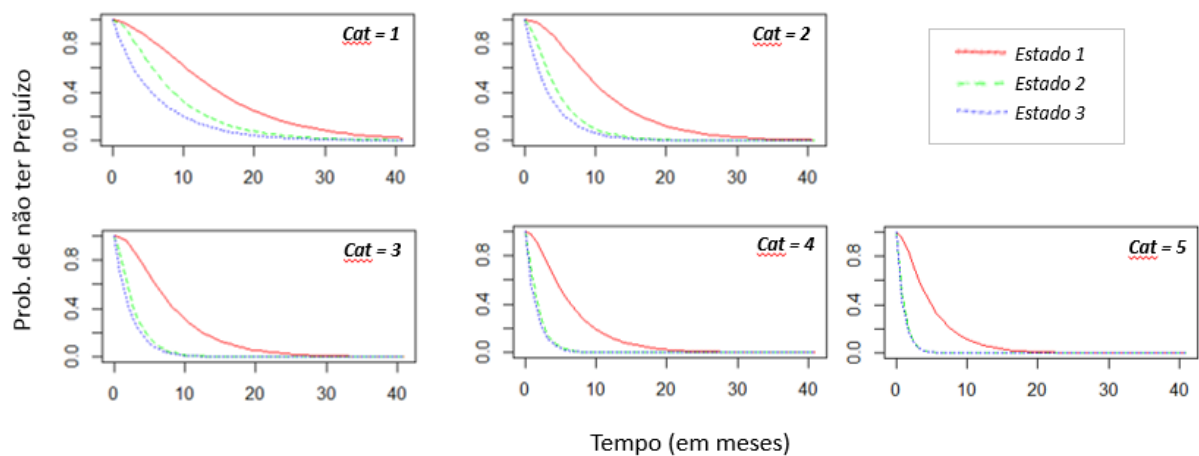 Prob. de não ter Prejuízo
Cat = 1
0.0 0.4 0.8
0 10 20 30 40
Cat = 2
0.0 0.4 0.8
0 10 20 30 40
Estado 1
Estado 2
Estado 3
Cat = 3
0.0 0.4 0.8
0 10 20 30 40
Cat = 4
0.0 0.4 0.8
0 10 20 30 40
Cat = 5
0.0 0.4 0.8
0 10 20 30 40
Tempo (em meses)